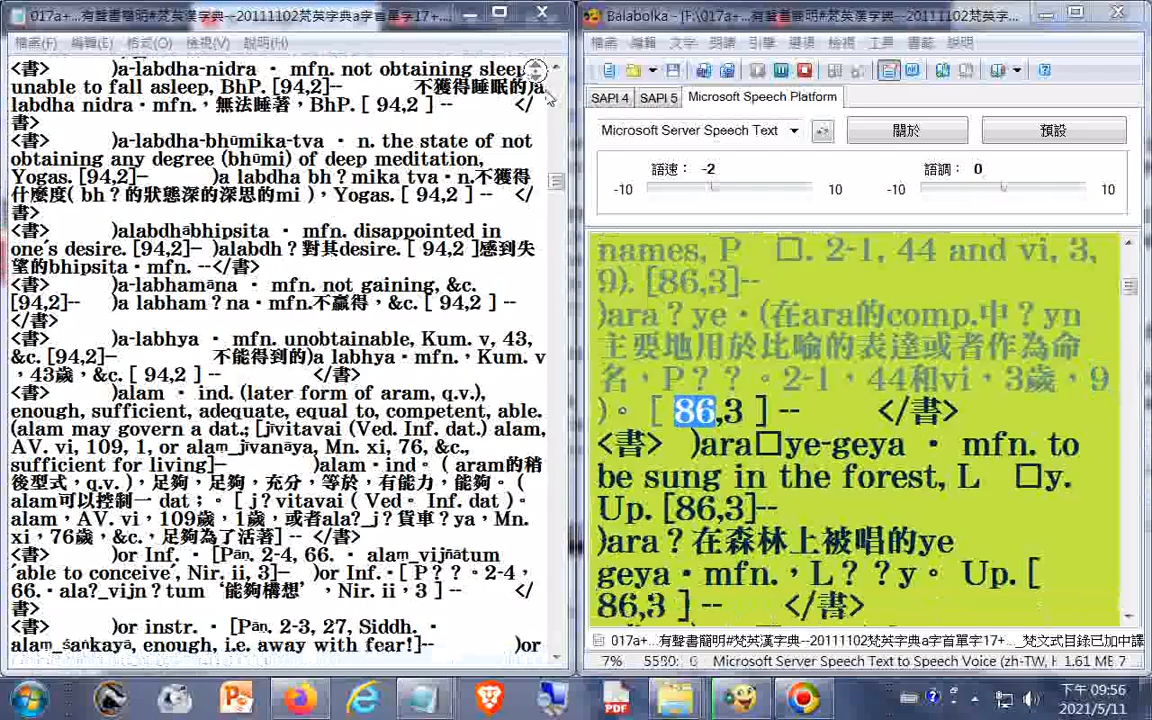 017a+...有聲書簡明#梵英漢字典--20111102梵英字典a字首單字17+...
檔案(F) 編輯(E) 格式(O) 檢視(V) 說明(H)
<書> )a-labdha-nidra · mfn. not obtaining sleep,
unable to fall asleep, BhP. [94,2]-- 不獲得睡眠的)a
labdha nidra · mfn.，無法睡著，BhP. [ 94,2 ] -- </
書>
<書> )a-labdha-bhūmika-tva · n. the state of not
obtaining any degree (bhūmi) of deep meditation,
Yogas. [94,2]-- )a labdha bh ? mika tva · n.不獲得
什麼度( bh ? 的狀態深的深思的mi )，Yogas. [ 94,2 ] -- </
書>
<書> )alabdhābhipsita · mfn. disappointed in
one's desire. [94,2]-- )alabdh ? 對其desire. [ 94,2 ]感到失
望的bhipsita · mfn. --</書>
<書> )a-labhamāna · mfn. not gaining, &c.
[94,2]-- )a labham ? na · mfn.不贏得，&c. [ 94,2 ] --
</書>
<書> )a-labhya · mfn. unobtainable, Kum. v, 43,
&c. [94,2]-- 不能得到的)a labhya · mfn.，Kum. v
，43歲，&c. [ 94,2 ] -- </書>
<書> )alam · ind. (later form of aram, q.v.),
enough, sufficient, adequate, equal to, competent, able.
(alam may govern a dat.; [jīvitavai (Ved. Inf. dat.) alam,
AV. vi, 109, 1, or alam_jīvanāya, Mn. xi, 76, &c.,
sufficient for living]-- )alam · ind。 ( aram的稍
後型式，q.v. )，足夠，足夠，充分，等於，有能力，能夠。(
alam可以控制一 dat；。[ j ? vitavai ( Ved。 Inf. dat )。
alam，AV. vi，109歲，1歲，或者ala?_j ? 貨車 ? ya，Mn.
xi，76歲，&c.，足夠為了活著] -- </書>
<書> )or Inf. · [Pāṇ. 2-4, 66. · alam_vijñātum
'able to conceive', Nir. ii, 3]-- )or Inf. · [ P ? ? 。2-4，
66. · ala?_vijn ? tum ‘能夠構想’，Nir. ii，3 ] -- </
書>
<書> )or instr. · [Pāṇ. 2-3, 27, Siddh. ·
alaṃ_śaṅkayā, enough, i.e. away with fear!]-- )or
Balabolka - [F:\017a+...有聲書簡明#梵英漢字典--20111102梵英字...
檔案 編輯 文字 朗讀 引擎 選項 檢視 工具 書籤 說明
SAPI 4 SAPI 5 Microsoft Speech Platform
Microsoft Server Speech Text 關於 預設
語速： -2 語調： 0
-10 10 -10 10
names, P □. 2-1, 44 and vi, 3,
9). [86,3]--
)ara ? ye · (在ara的comp.中 ? yn
主要地用於比喻的表達或者作為命
名，P ? ? 。2-1，44和vi，3歲，9
)。[ 86,3 ] -- </書>
<書> )ara□ye-geya · mfn. to
be sung in the forest, L □y.
Up. [86,3]--
)ara ? 在森林上被唱的ye
geya · mfn.，L ? ? y。 Up. [
86,3 ] -- </書>
017a+...有聲書簡明#梵英漢字典--20111102梵英字典a字首單字17+..._梵文式目錄已加中譯
7% 5580: 6 Microsoft Server Speech Text to Speech Voice (zh-TW, H 1.61 MB 7
PDF
下午 09:56
2021/5/11